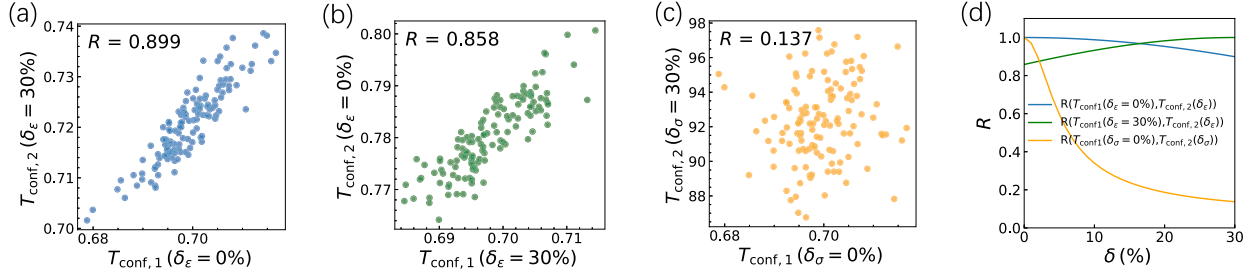 (a)
R = 0.899
0.74
0.73
0.72
0.71
0.70
0.68
0.70
T_conf, 2 (δ_ε = 30%)
T_conf, 1 (δ_ε = 0%)
(b)
R = 0.858
0.80
0.79
0.78
0.77
0.69
0.70
0.71
T_conf, 2 (δ_ε = 0%)
T_conf, 1 (δ_ε = 30%)
(c)
R = 0.137
98
96
94
92
90
88
0.68
0.70
T_conf, 2 (δ_σ = 30%)
T_conf, 1 (δ_σ = 0%)
(d)
1.0
0.8
0.6
0.4
0.2
0.0
0
10
20
30
R
δ (%)
R(T_conf1(δ_ε = 0%),T_conf, 2(δ_ε))
R(T_conf1(δ_ε = 30%),T_conf, 2(δ_ε))
R(T_conf1(δ_σ = 0%),T_conf, 2(δ_σ))